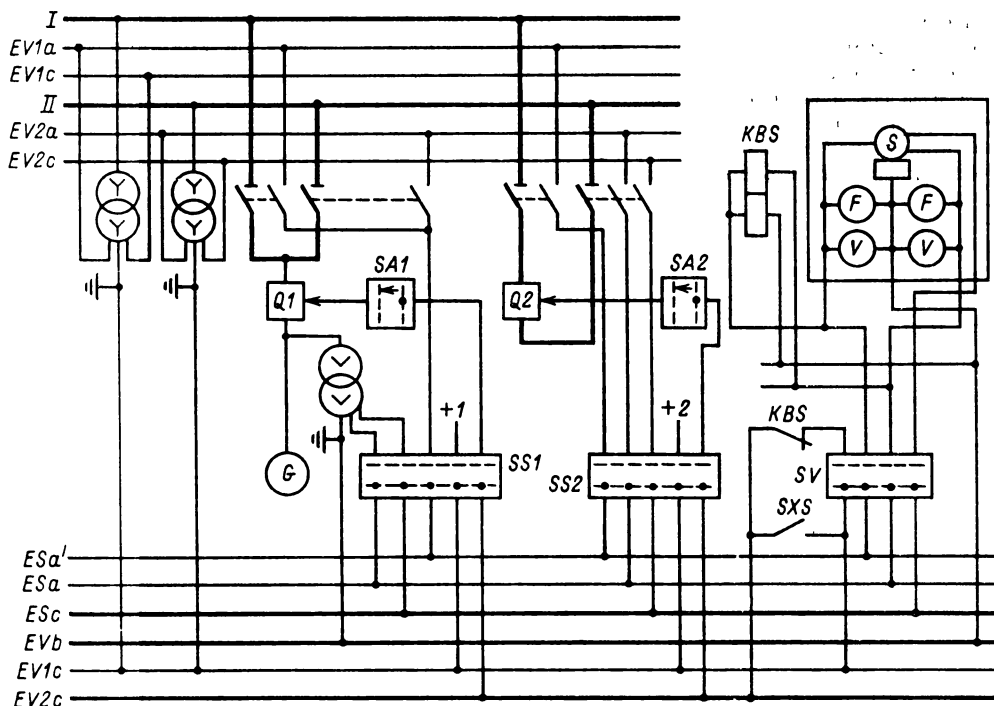 I
EV1a
EV1c
II
EV2a
EV2c
KBS
S
F F
V V
Y Y
Y Y
SA1 SA2
Q1 Q2
V
V
+1 +2
KBS
G
SS1 SS2 SV
SXS
ESa'
ESa
ESc
EVb
EV1c
EV2c